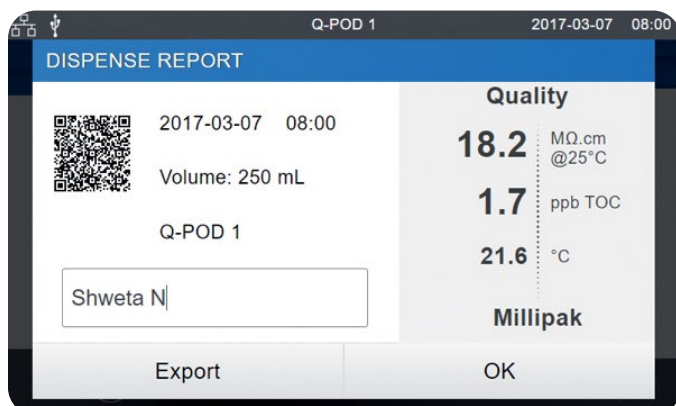 Q-POD 1 2017-03-07 08:00
DISPENSE REPORT
2017-03-07 08:00
Volume: 250 mL
Q-POD 1
Shweta N
Quality
18.2 MΩ.cm @25°C
1.7 ppb TOC
21.6 °C
Millipak
Export OK